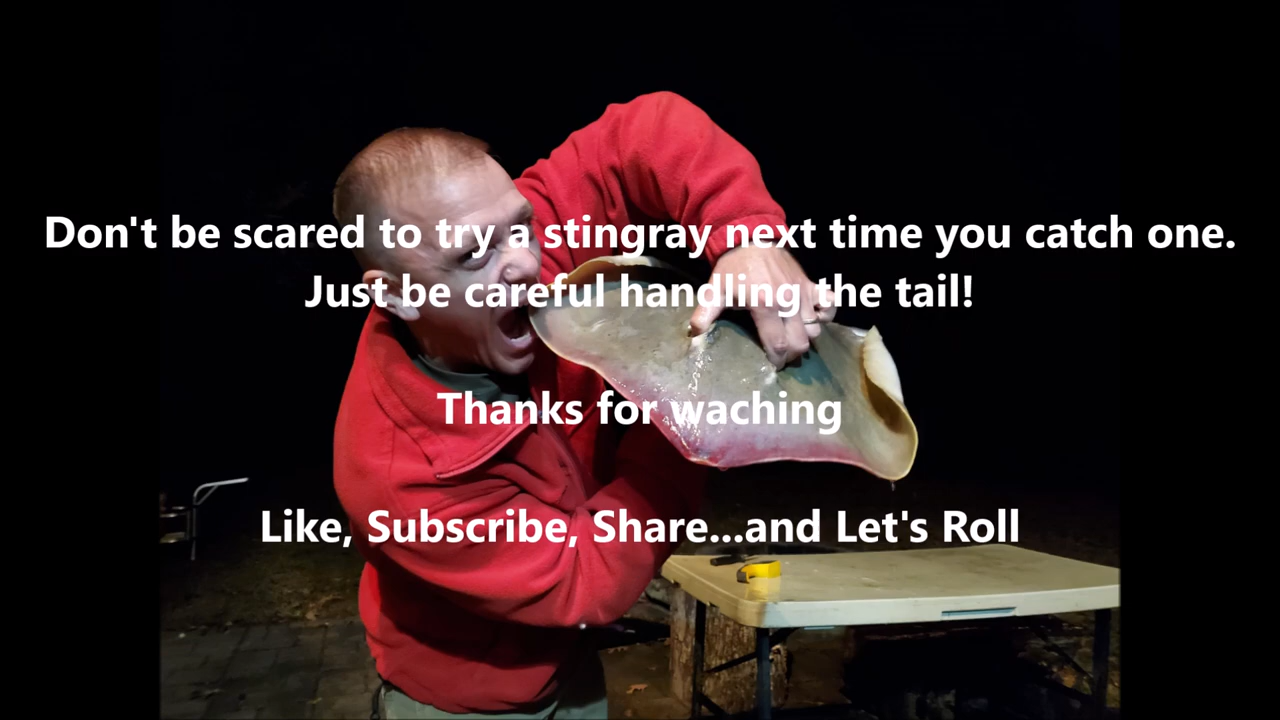 Don't be scared to try a stingray next time you catch one.
Just be careful handling the tail!
Thanks for waching
Like, Subscribe, Share...and Let's Roll